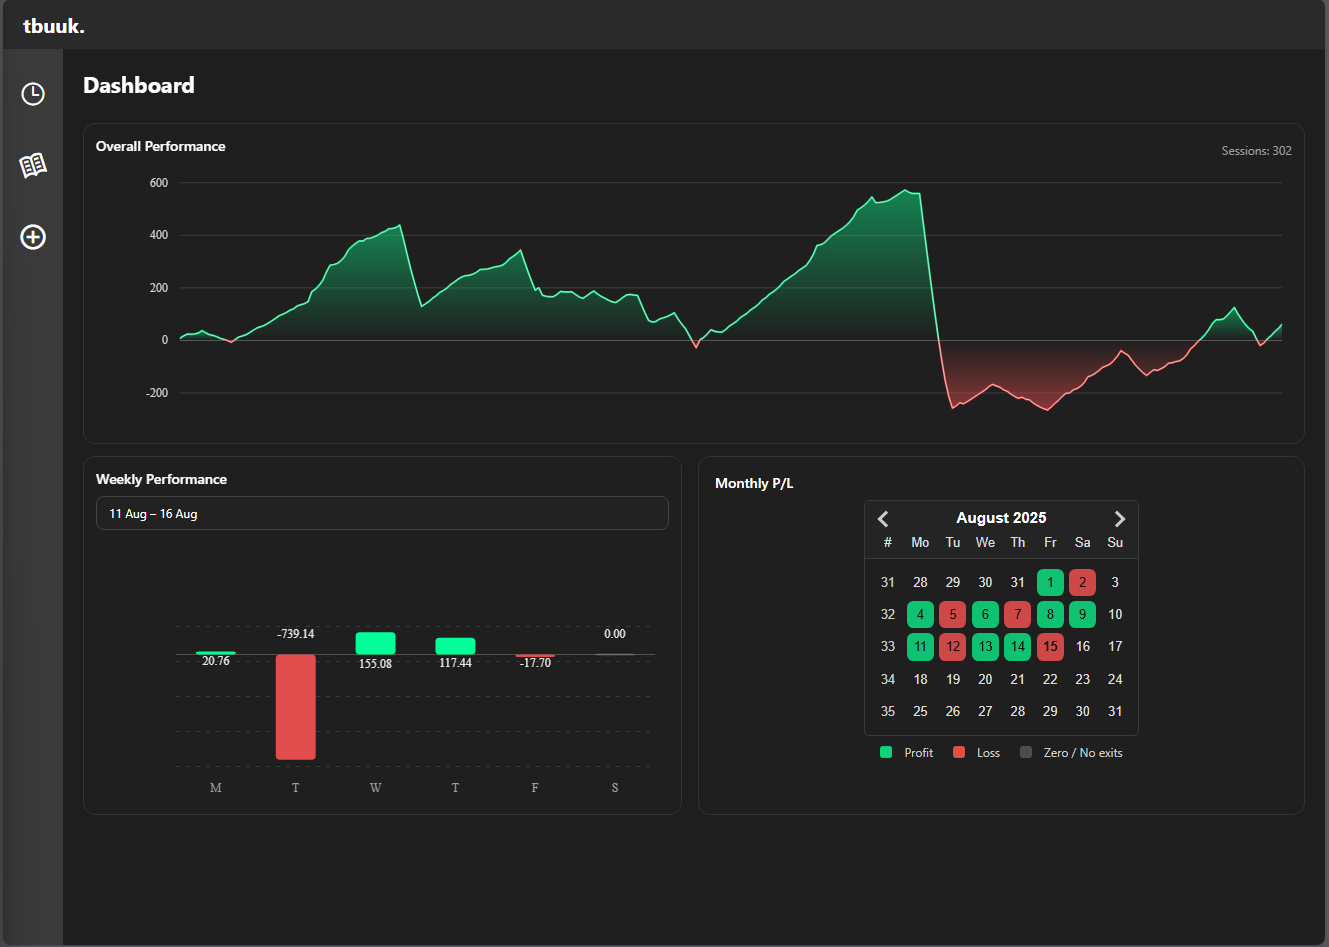 tbuuk.
Dashboard
Overall Performance
Sessions: 302
600
400
200
0
-200
Weekly Performance
11 Aug – 16 Aug
20.76
-739.14
155.08
117.44
-17.70
0.00
M T W T F S
Monthly P/L
August 2025
# Mo Tu We Th Fr Sa Su
31 28 29 30 31 1 2 3
32 4 5 6 7 8 9 10
33 11 12 13 14 15 16 17
34 18 19 20 21 22 23 24
35 25 26 27 28 29 30 31
Profit Loss Zero / No exits